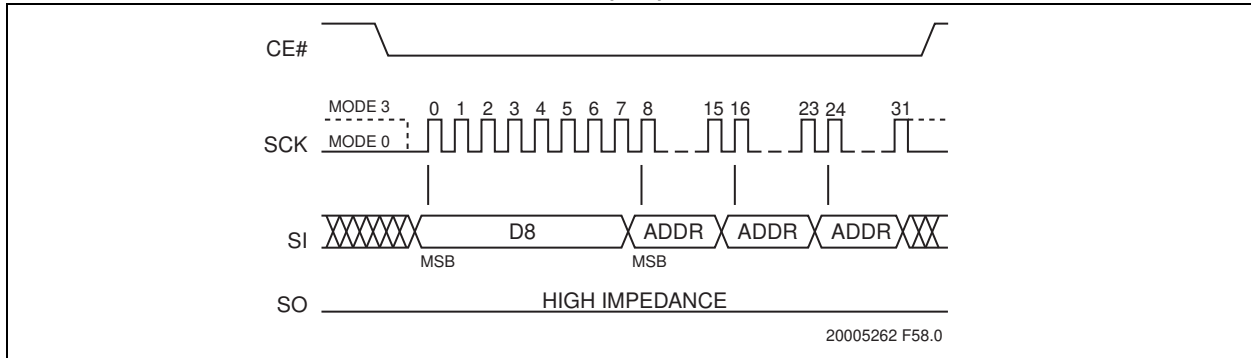 CE#
MODE 3
0 1 2 3 4 5 6 7 8 15 16 23 24 31
SCK MODE 0
SI D8 ADDR ADDR ADDR
MSB MSB
SO HIGH IMPEDANCE
20005262 F58.0